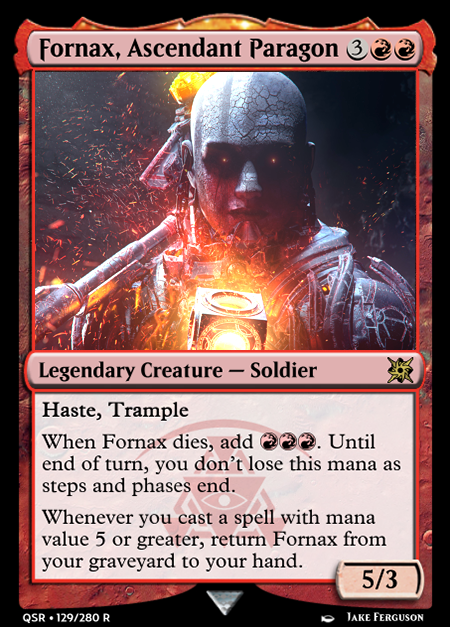 Fornax, Ascendant Paragon 3
Legendary Creature — Soldier
Haste, Trample
When Fornax dies, add . Until
end of turn, you don't lose this mana as
steps and phases end.
Whenever you cast a spell with mana
value 5 or greater, return Fornax from
your graveyard to your hand.
5/3
QSR • 129/280 R
Jake Ferguson